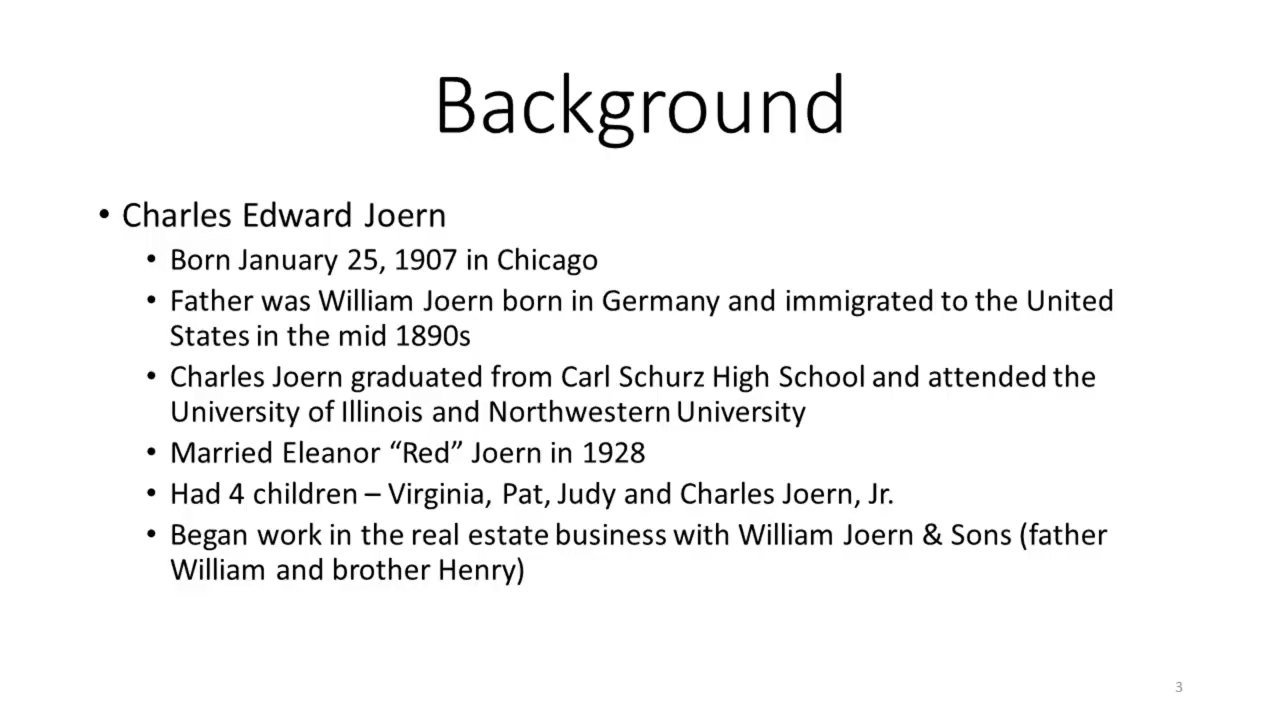 Background
• Charles Edward Joern
• Born January 25, 1907 in Chicago
• Father was William Joern born in Germany and immigrated to the United
States in the mid 1890s
• Charles Joern graduated from Carl Schurz High School and attended the
University of Illinois and Northwestern University
• Married Eleanor “Red” Joern in 1928
• Had 4 children – Virginia, Pat, Judy and Charles Joern, Jr.
• Began work in the real estate business with William Joern & Sons (father
William and brother Henry)
3